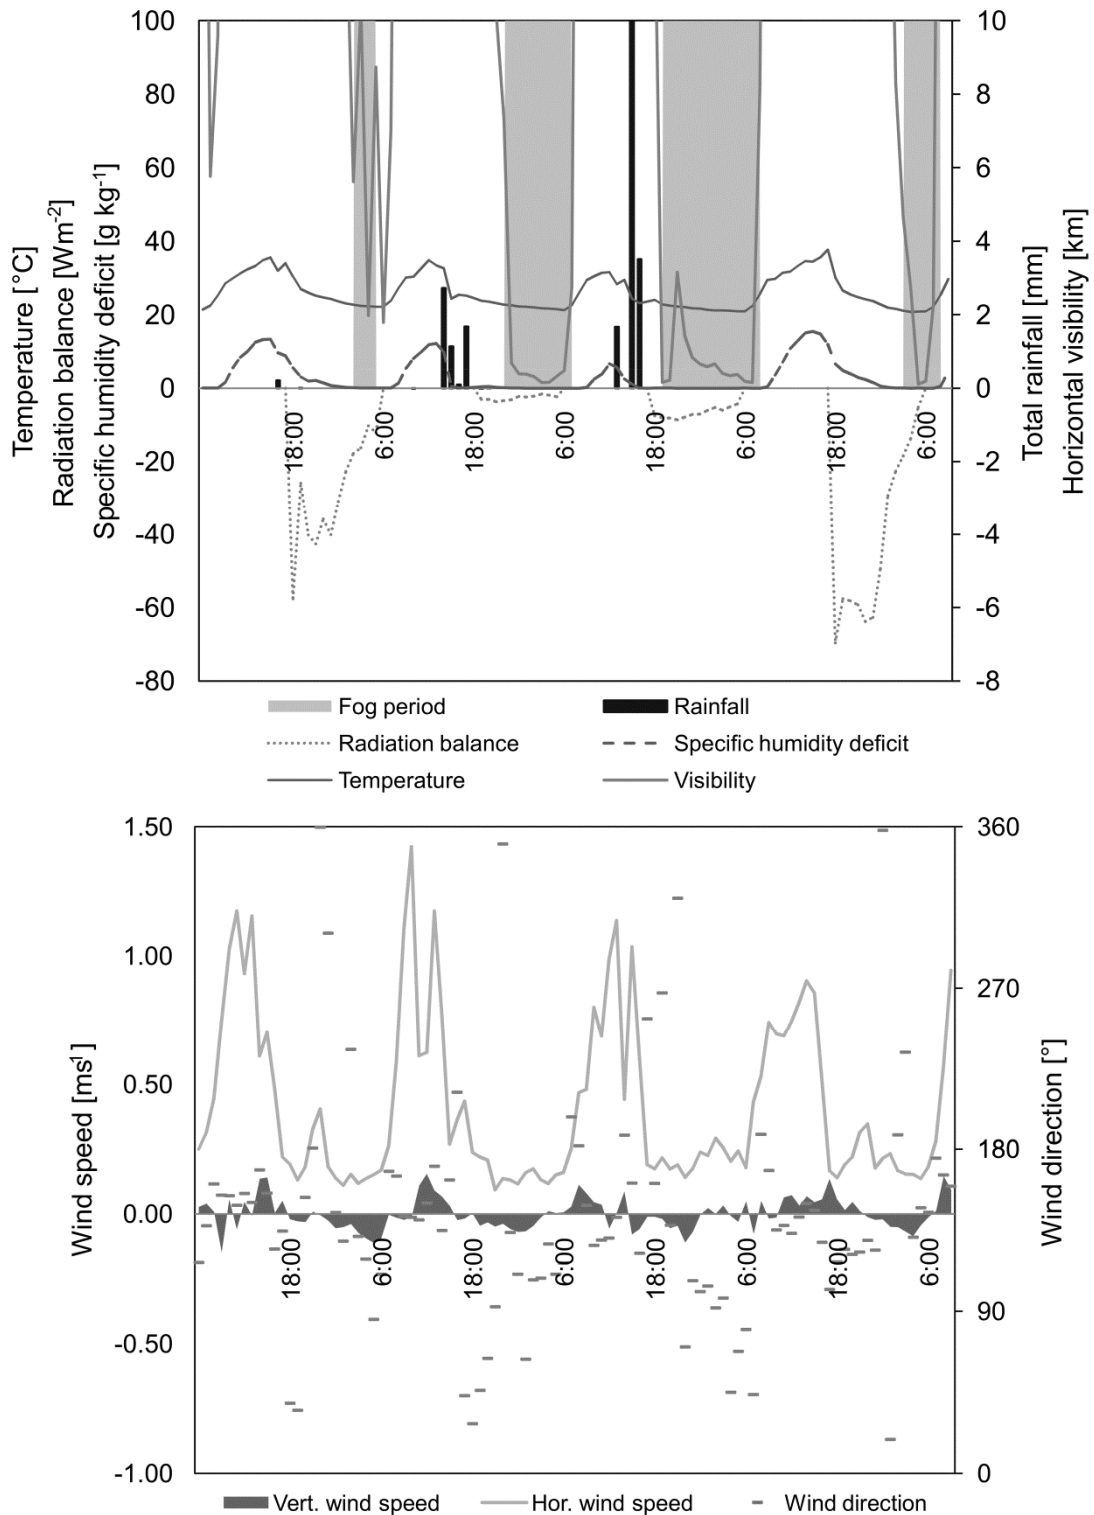 100
80
60
40
20
0
-20
-40
-60
-80
Temperature [°C]
Radiation balance [Wm-2]
Specific humidity deficit [g kg-1]
10
8
6
4
2
0
-2
-4
-6
-8
Total rainfall [mm]
Horizontal visibility [km]
18:00 6:00 18:00 6:00 18:00 6:00 18:00 6:00
Fog period Rainfall
Radiation balance Specific humidity deficit
Temperature Visibility
1.50
1.00
0.50
0.00
-0.50
-1.00
Wind speed [ms1]
360
270
180
90
0
Wind direction [°]
18:00 6:00 18:00 6:00 18:00 6:00 18:00 6:00
Vert. wind speed Hor. wind speed Wind direction